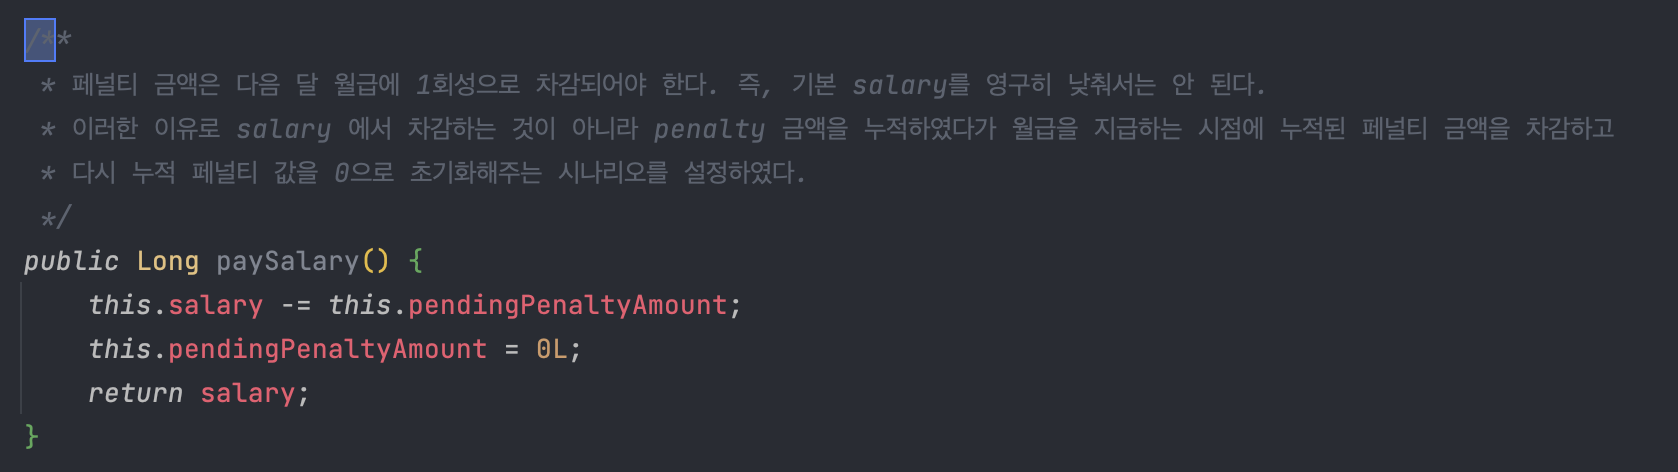 /**
 * 페널티 금액은 다음 달 월급에 1회성으로 차감되어야 한다. 즉, 기본 salary를 영구히 낮춰서는 안 된다.
 * 이러한 이유로 salary 에서 차감하는 것이 아니라 penalty 금액을 누적하였다가 월급을 지급하는 시점에 누적된 페널티 금액을 차감하고
 * 다시 누적 페널티 값을 0으로 초기화해주는 시나리오를 설정하였다.
 */
public Long paySalary() {
    this.salary -= this.pendingPenaltyAmount;
    this.pendingPenaltyAmount = 0L;
    return salary;
}